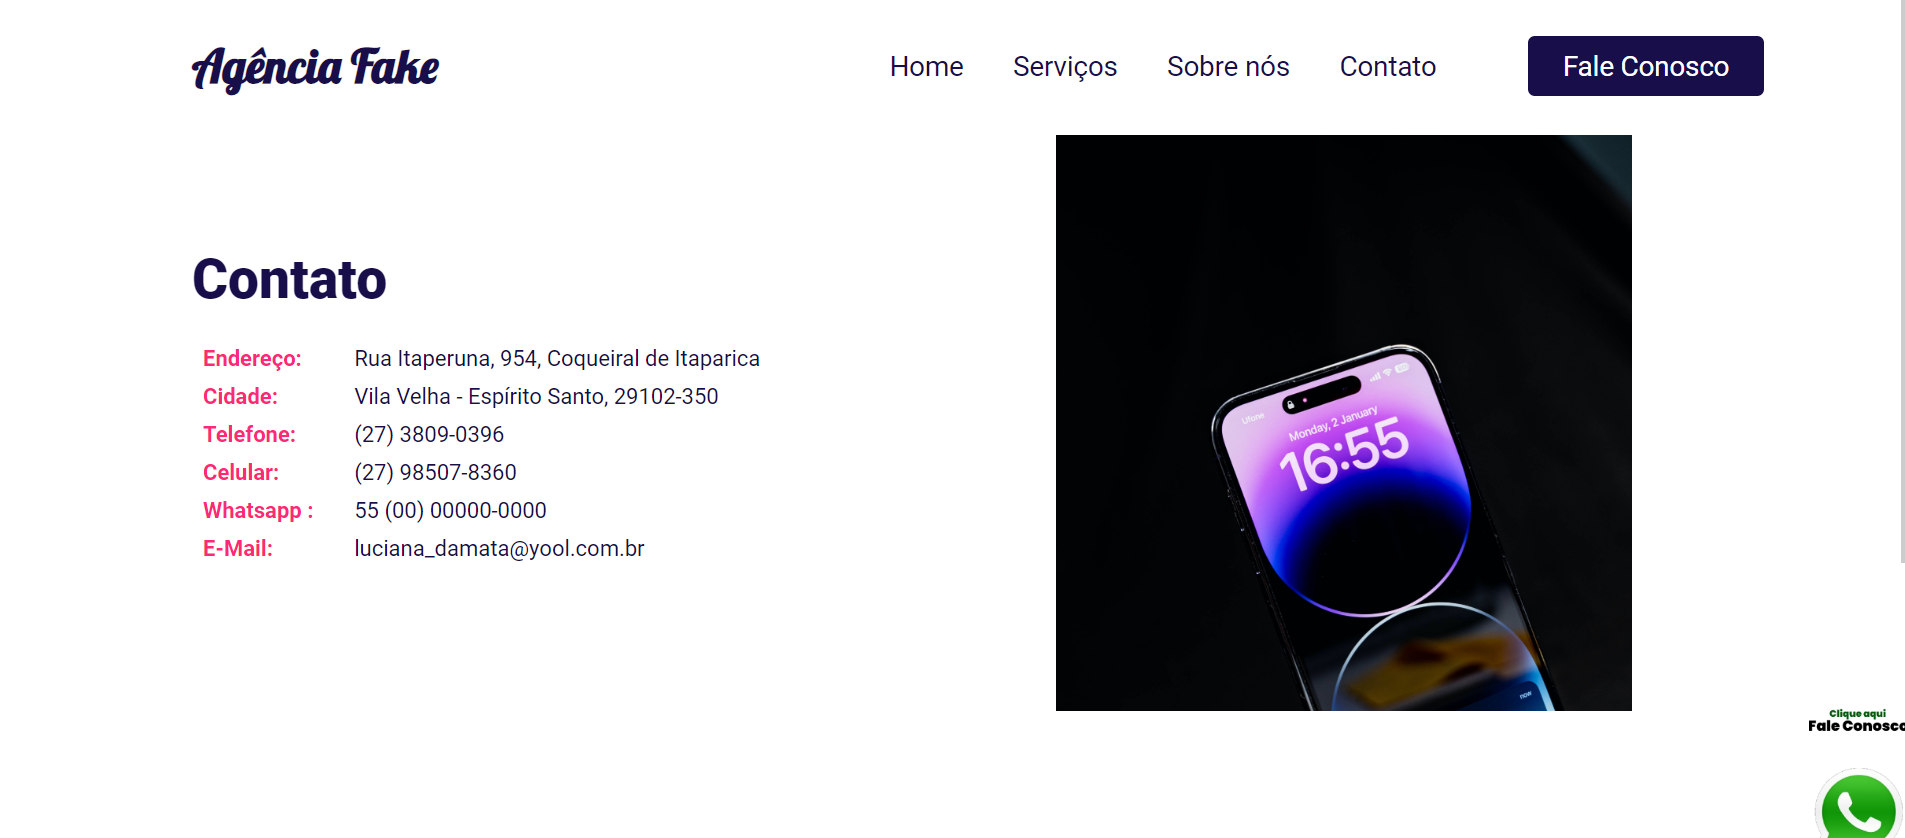 Agência Fake
Home Serviços Sobre nós Contato Fale Conosco
Contato
Endereço: Rua Itaperuna, 954, Coqueiral de Itaparica
Cidade: Vila Velha - Espírito Santo, 29102-350
Telefone: (27) 3809-0396
Celular: (27) 98507-8360
Whatsapp : 55 (00) 00000-0000
E-Mail: luciana_damata@yool.com.br
Ufone
Monday, 2 January
16:55
now
Clique aqui
Fale Conosco